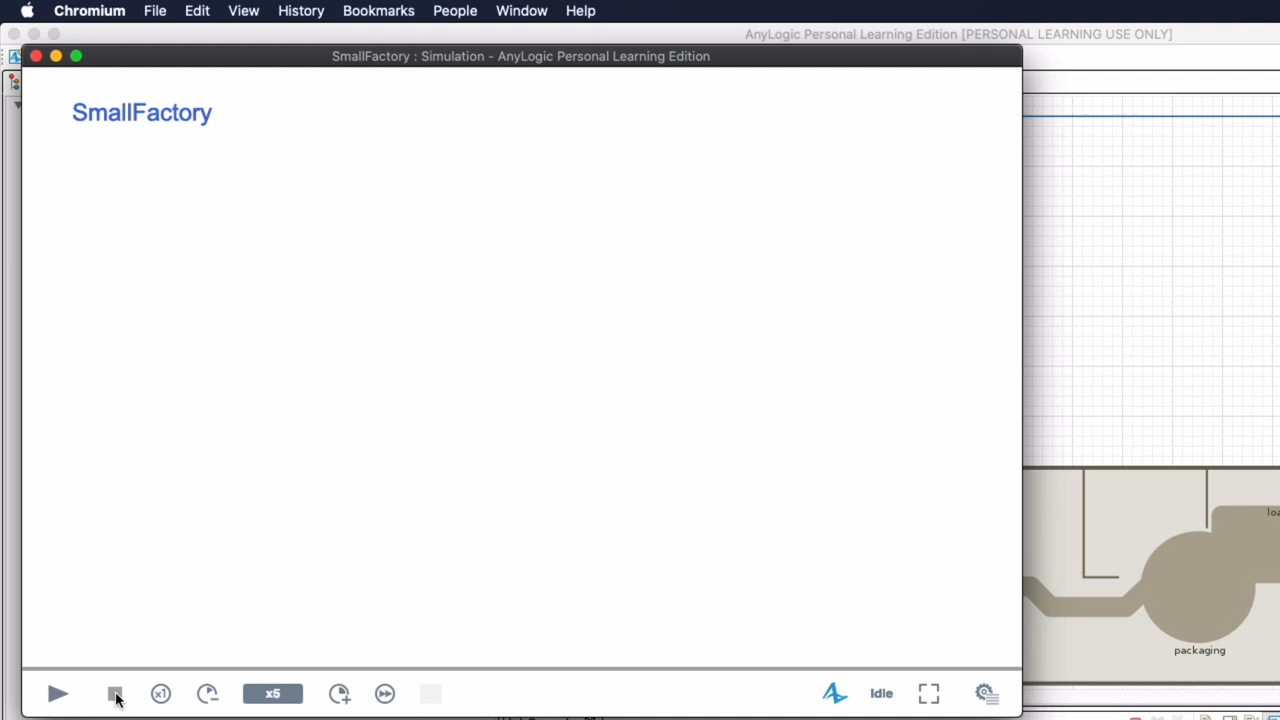 Chromium File Edit View History Bookmarks People Window Help
AnyLogic Personal Learning Edition [PERSONAL LEARNING USE ONLY]
SmallFactory : Simulation - AnyLogic Personal Learning Edition
SmallFactory
packaging
x1
x5
Idle